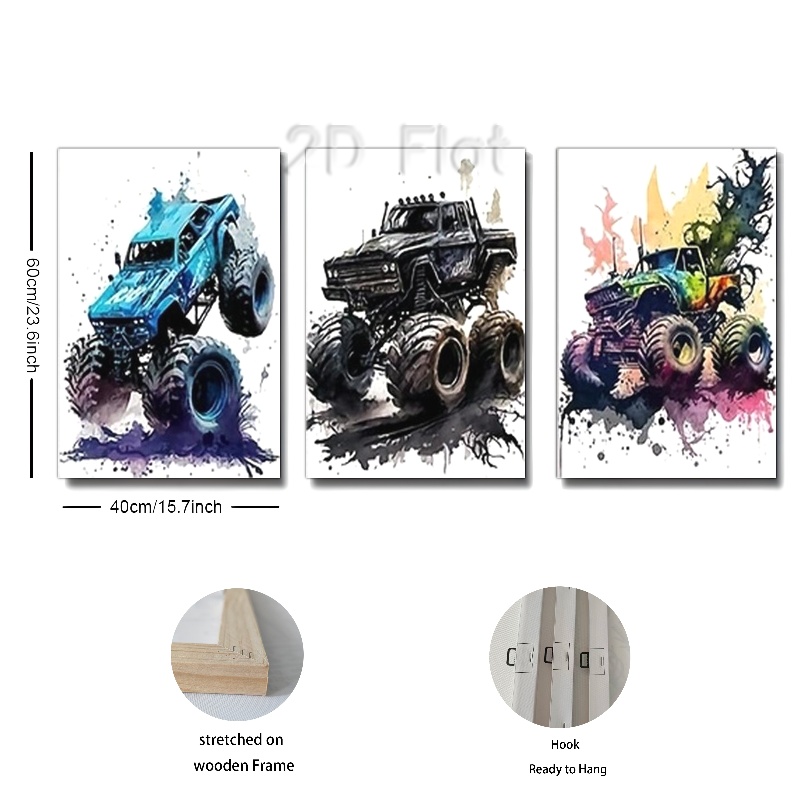 2D Flat
60cm/23.6inch
40cm/15.7inch
stretched on
wooden Frame
Hook
Ready to Hang